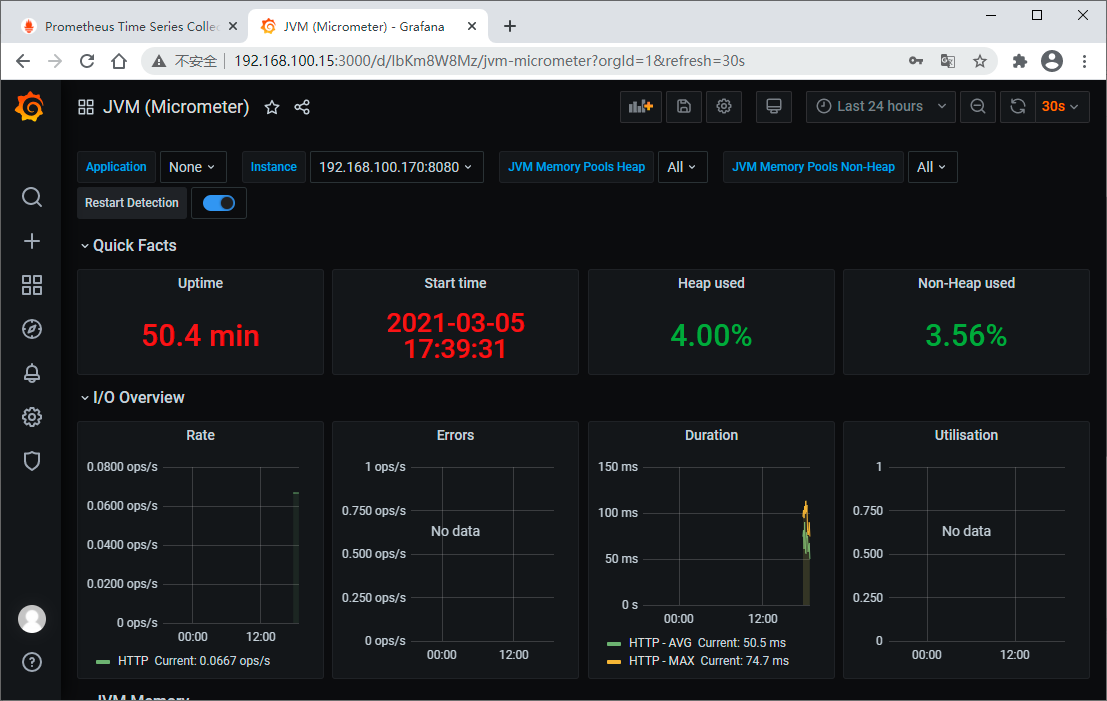 Prometheus Time Series Collec
JVM (Micrometer) - Grafana
不安全 192.168.100.15:3000/d/IbKm8W8Mz/jvm-micrometer?orgId=1&refresh=30s
JVM (Micrometer)
Last 24 hours
30s
Application None Instance 192.168.100.170:8080 JVM Memory Pools Heap All JVM Memory Pools Non-Heap All
Restart Detection
Quick Facts
Uptime
50.4 min
Start time
2021-03-05
17:39:31
Heap used
4.00%
Non-Heap used
3.56%
I/O Overview
Rate
0.0800 ops/s
0.0600 ops/s
0.0400 ops/s
0.0200 ops/s
0 ops/s
00:00 12:00
HTTP Current: 0.0667 ops/s
Errors
1 ops/s
0.750 ops/s
No data
0.500 ops/s
0.250 ops/s
0 ops/s
00:00 12:00
Duration
150 ms
100 ms
50 ms
0 s
00:00 12:00
HTTP - AVG Current: 50.5 ms
HTTP - MAX Current: 74.7 ms
Utilisation
1
0.750
No data
0.500
0.250
0
00:00 12:00
JVM Memory